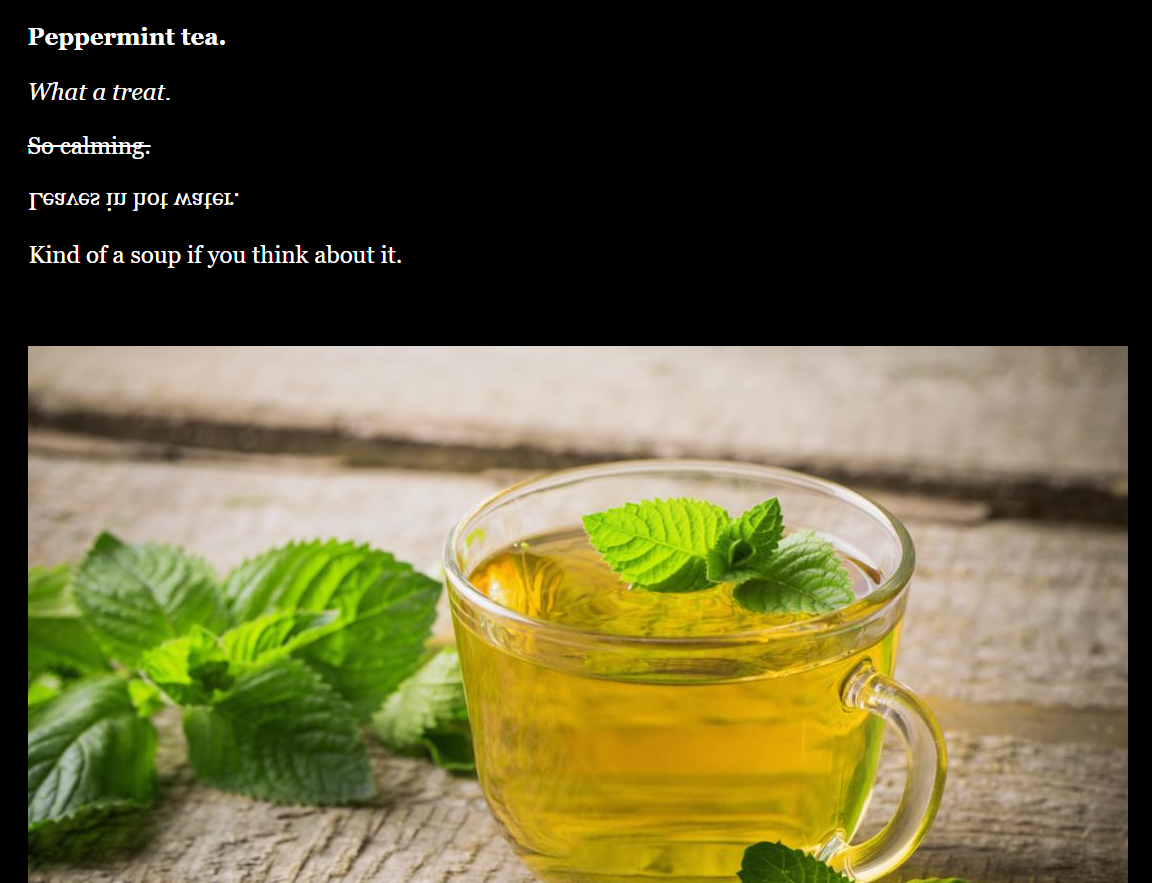 Peppermint tea.
What a treat.
So calming.
Leaves in hot water.
Kind of a soup if you think about it.